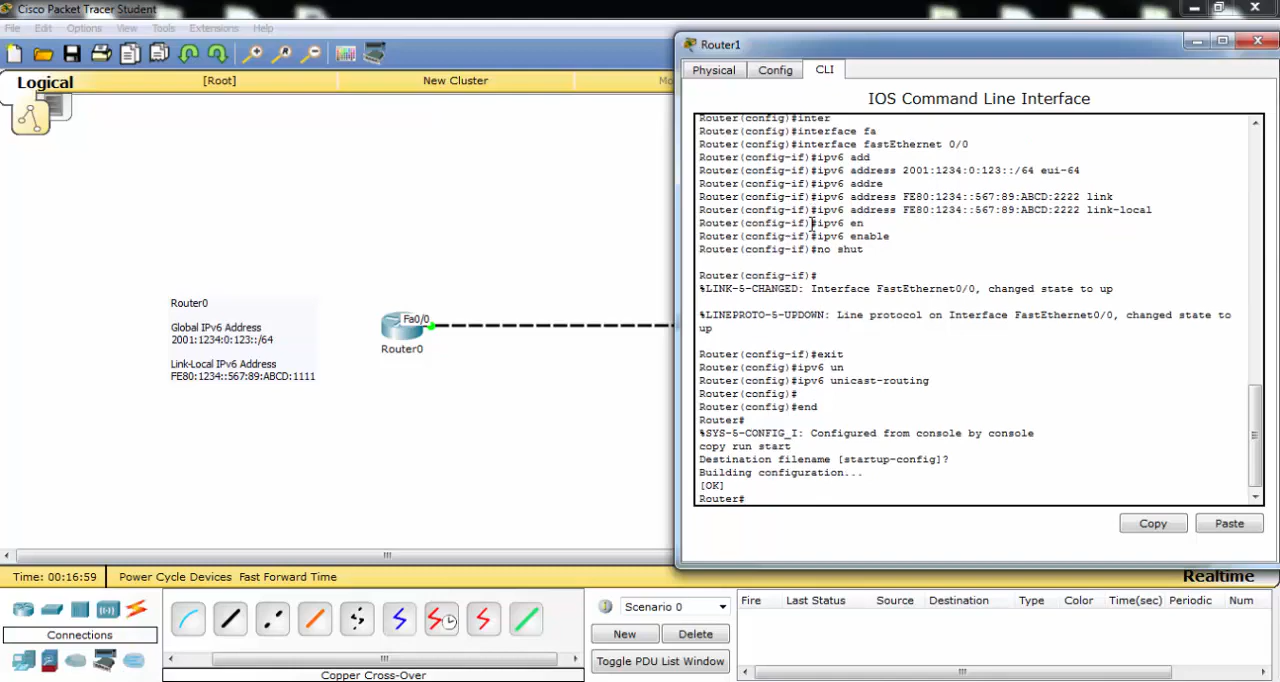 Cisco Packet Tracer Student
File Edit Options View Tools Extensions Help
Logical
[Root]
New Cluster
Router0
Global IPv6 Address
2001:1234:0:123::/64
Link-Local IPv6 Address
FE80:1234::567:89:ABCD:1111
Fa0/0
Router0
Router1
Physical Config CLI
IOS Command Line Interface
Router(config)#inter
Router(config)#interface fa
Router(config)#interface fastEthernet 0/0
Router(config-if)#ipv6 add
Router(config-if)#ipv6 address 2001:1234:0:123::/64 eui-64
Router(config-if)#ipv6 addre
Router(config-if)#ipv6 address FE80:1234::567:89:ABCD:2222 link
Router(config-if)#ipv6 address FE80:1234::567:89:ABCD:2222 link-local
Router(config-if)#ipv6 en
Router(config-if)#ipv6 enable
Router(config-if)#no shut
Router(config-if)#
%LINK-5-CHANGED: Interface FastEthernet0/0, changed state to up
%LINEPROTO-5-UPDOWN: Line protocol on Interface FastEthernet0/0, changed state to
up
Router(config-if)#exit
Router(config)#ipv6 un
Router(config)#ipv6 unicast-routing
Router(config)#
Router(config)#end
Router#
%SYS-5-CONFIG_I: Configured from console by console
copy run start
Destination filename [startup-config]?
Building configuration...
[OK]
Router#
Copy Paste
Time: 00:16:59 Power Cycle Devices Fast Forward Time
Realtime
Connections
Copper Cross-Over
Scenario 0
New Delete
Toggle PDU List Window
Fire Last Status Source Destination Type Color Time(sec) Periodic Num